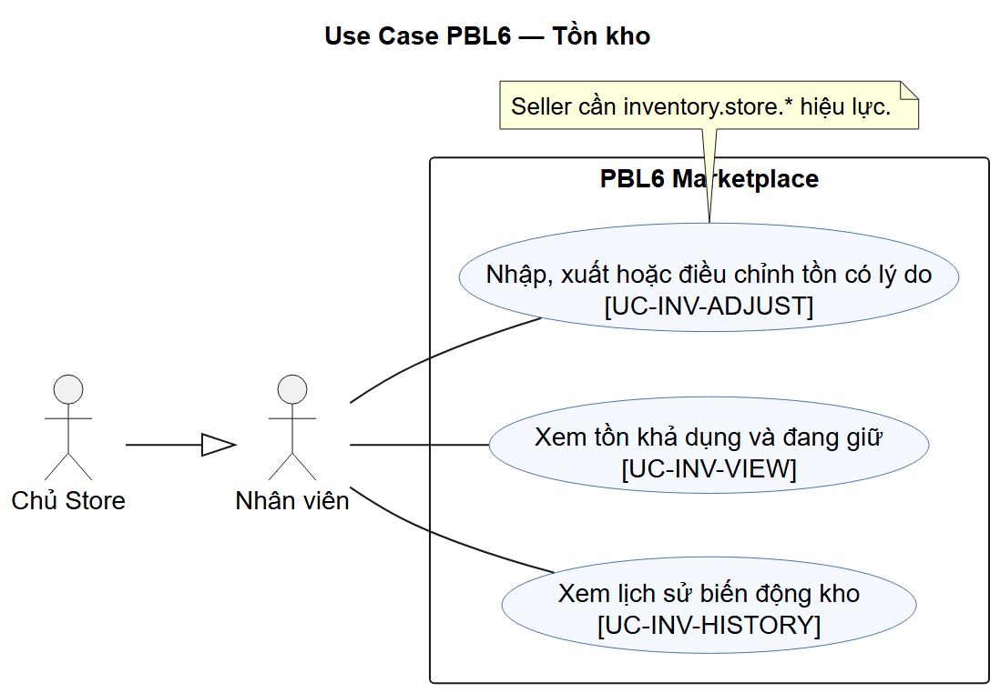 Use Case PBL6 — Tồn kho
Seller cần inventory.store.* hiệu lực.
PBL6 Marketplace
Nhập, xuất hoặc điều chỉnh tồn có lý do
[UC-INV-ADJUST]
Xem tồn khả dụng và đang giữ
[UC-INV-VIEW]
Chủ Store
Nhân viên
Xem lịch sử biến động kho
[UC-INV-HISTORY]